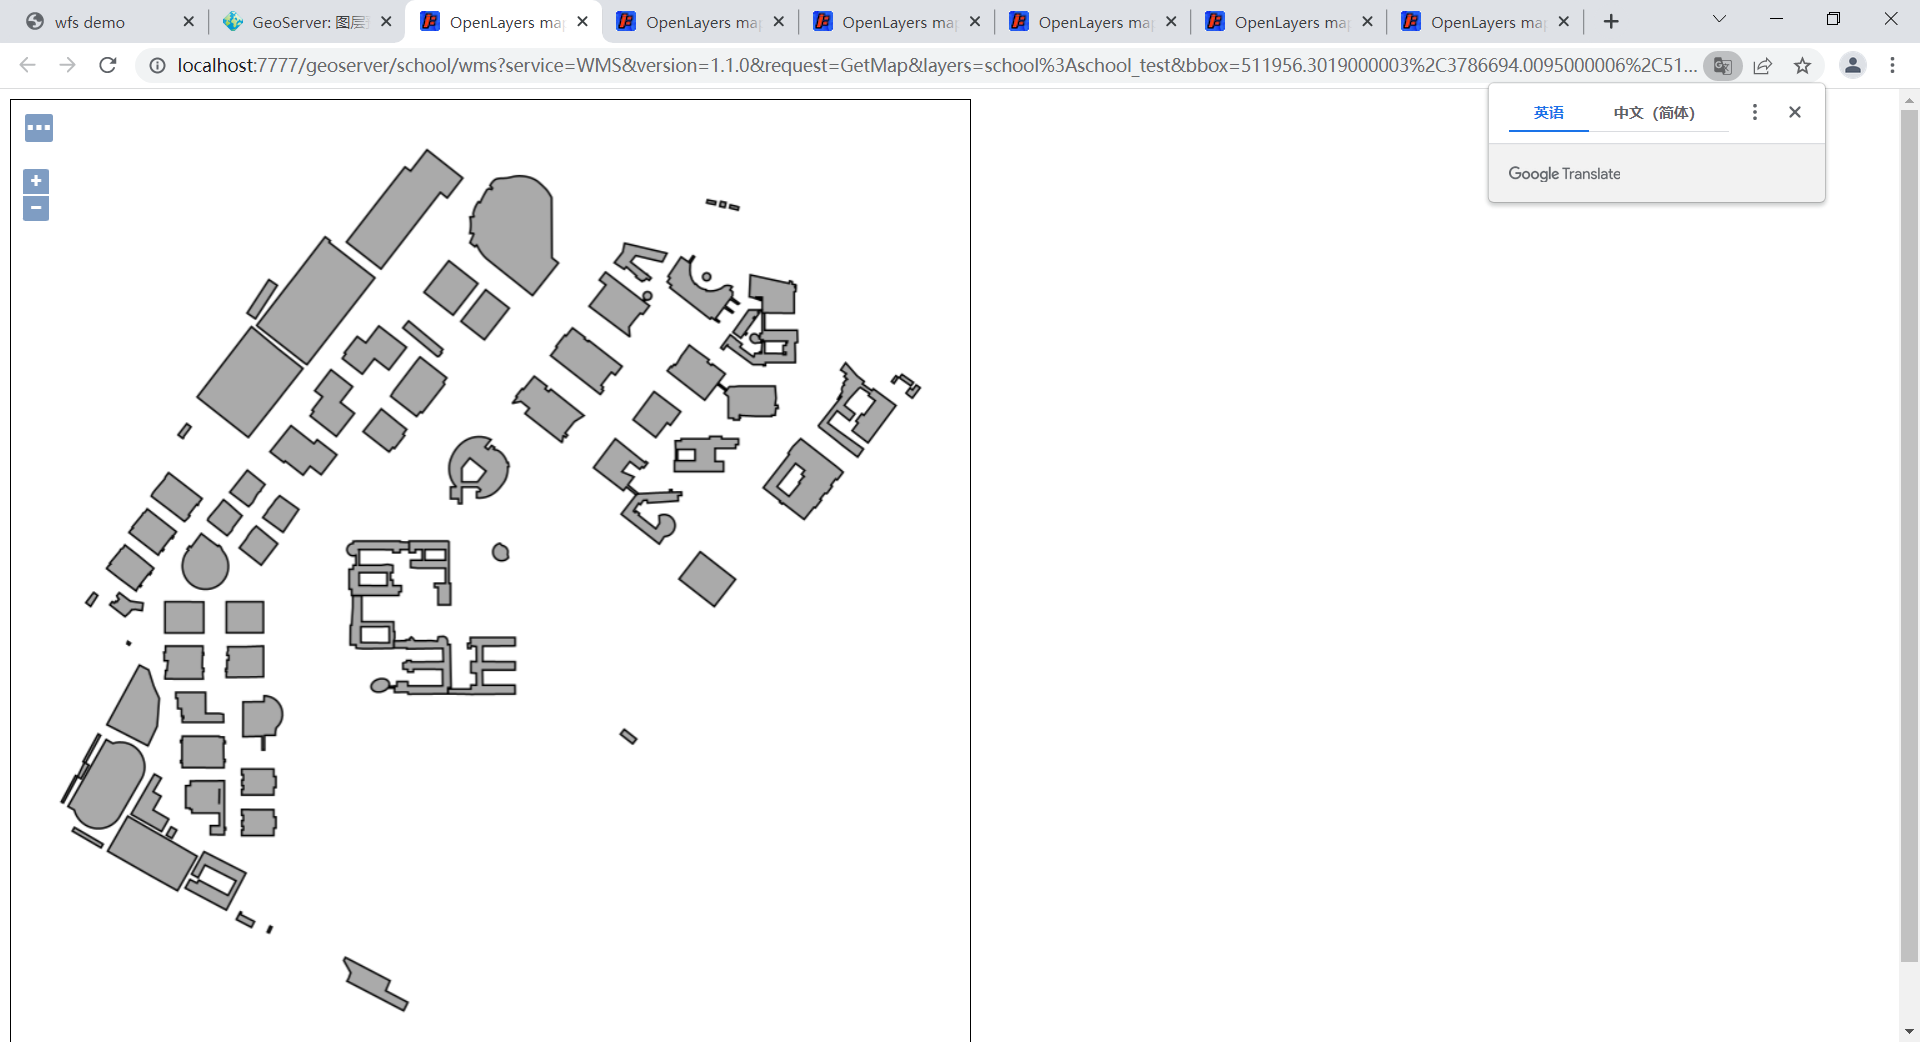 wfs demo
GeoServer: 图层
OpenLayers map
OpenLayers ma
OpenLayers ma
OpenLayers ma
OpenLayers ma
OpenLayers ma
localhost:7777/geoserver/school/wms?service=WMS&version=1.1.0&request=GetMap&layers=school%3Aschool_test&bbox=511956.3019000003%2C3786694.0095000006%2C51...
英语
中文（简体）
Google Translate
+
−